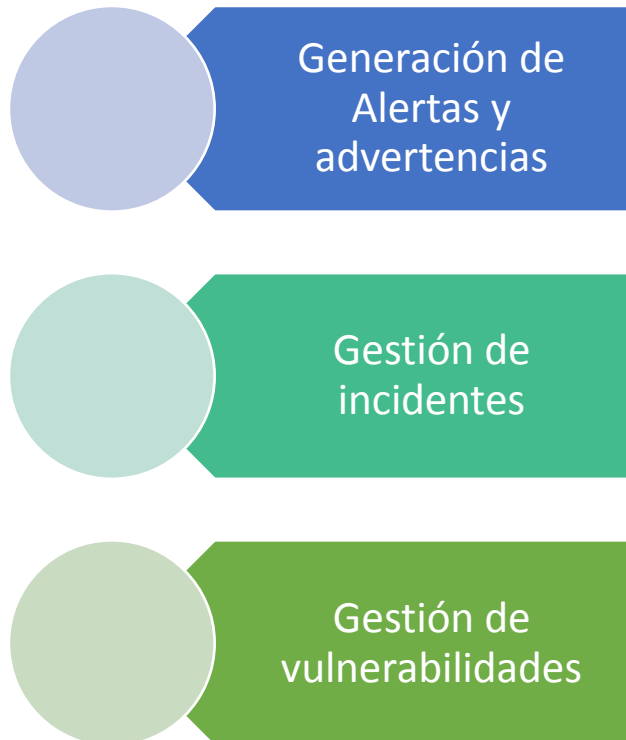 Generación de
Alertas y
advertencias
Gestión de
incidentes
Gestión de
vulnerabilidades